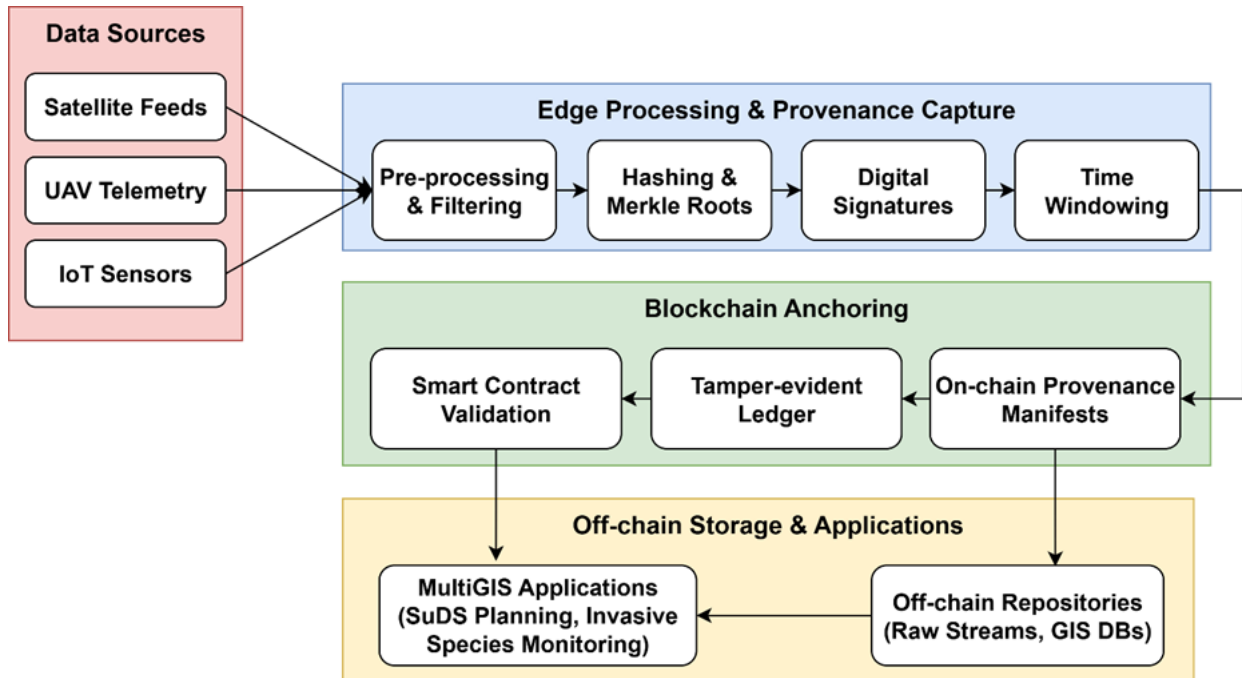 Data Sources
Satellite Feeds
UAV Telemetry
IoT Sensors
Edge Processing & Provenance Capture
Pre-processing
& Filtering
Hashing &
Merkle Roots
Digital
Signatures
Time
Windowing
Blockchain Anchoring
Smart Contract
Validation
Tamper-evident
Ledger
On-chain Provenance
Manifests
Off-chain Storage & Applications
MultiGIS Applications
(SuDS Planning, Invasive
Species Monitoring)
Off-chain Repositories
(Raw Streams, GIS DBs)